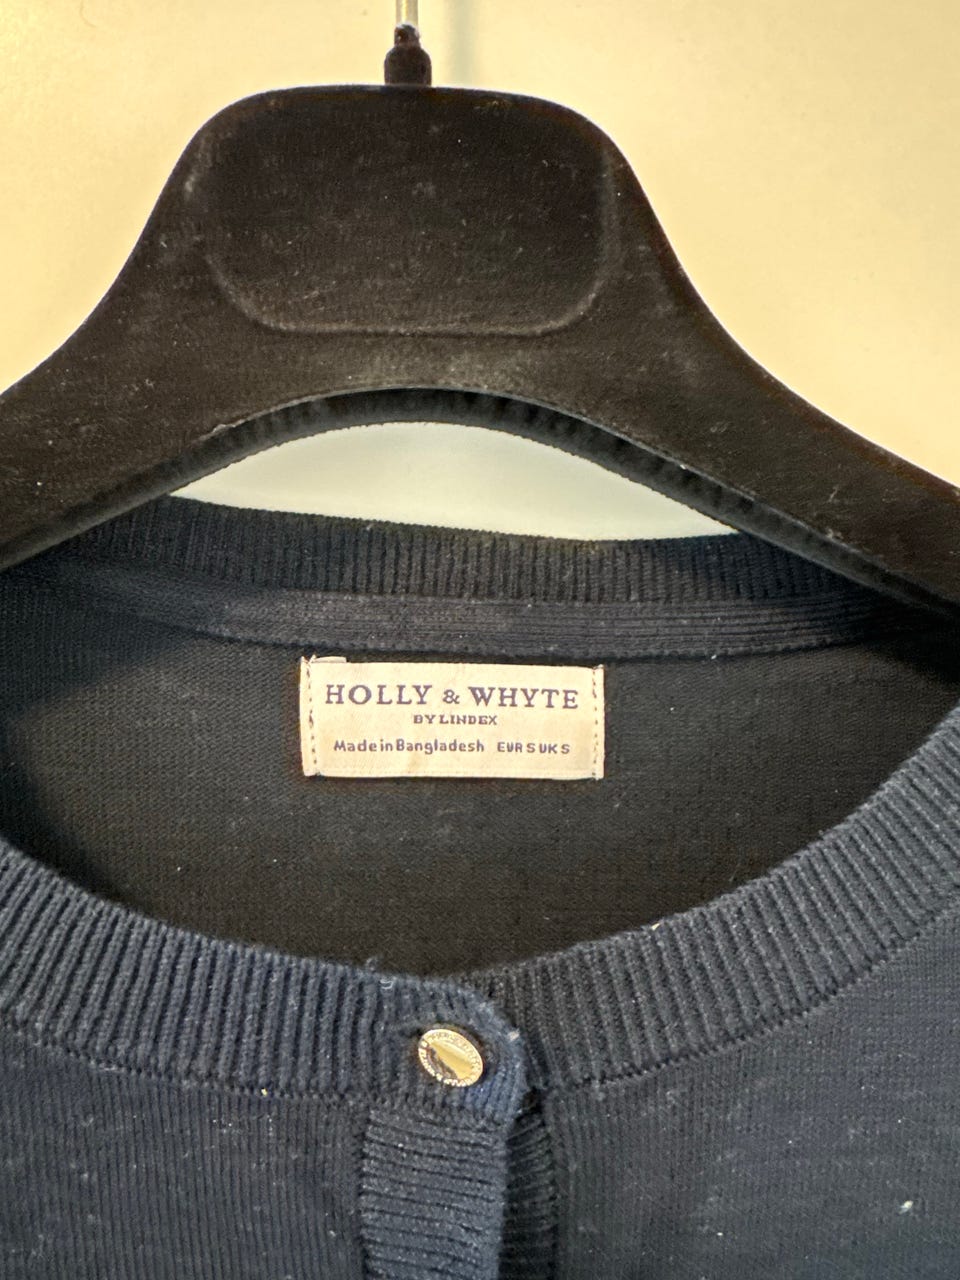 HOLLY & WHYTE
BY LINDEX
Made in Bangladesh EUR S UK S